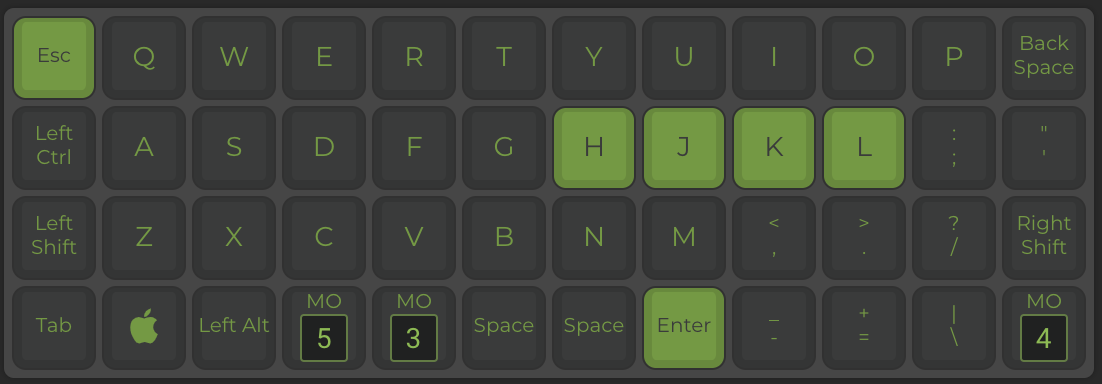 Esc Q W E R T Y U I O P Back Space
Left Ctrl A S D F G H J K L : ; " '
Left Shift Z X C V B N M < , > . ? / Right Shift
Tab Left Alt MO 5 MO 3 Space Space Enter _ - + = | \ MO 4